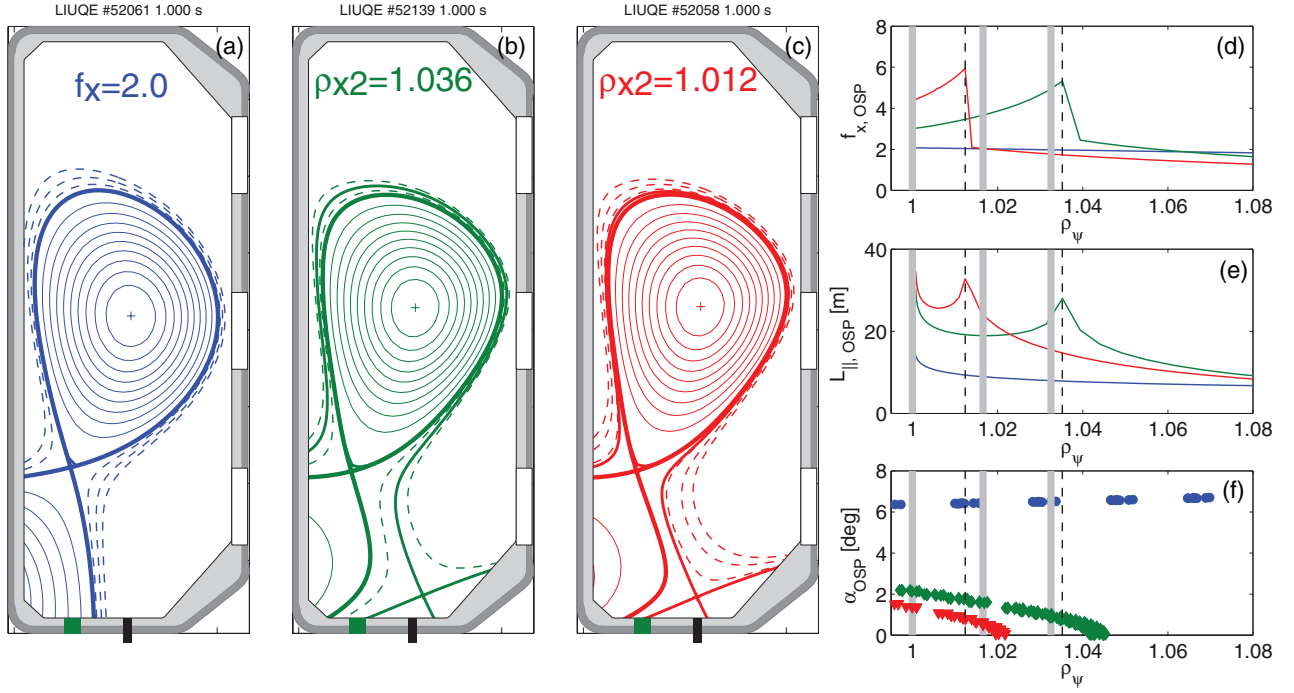 LIUQE #52061 1.000 s
LIUQE #52139 1.000 s
LIUQE #52058 1.000 s
(a)
(b)
(c)
fx=2.0
ρx2=1.036
ρx2=1.012
(d)
8
6
4
2
0
fx, OSP
1
1.02
1.04
1.06
1.08
ρψ
(e)
40
20
0
L||, OSP [m]
1
1.02
1.04
1.06
1.08
ρψ
(f)
8
6
4
2
0
αOSP [deg]
1
1.02
1.04
1.06
1.08
ρψ